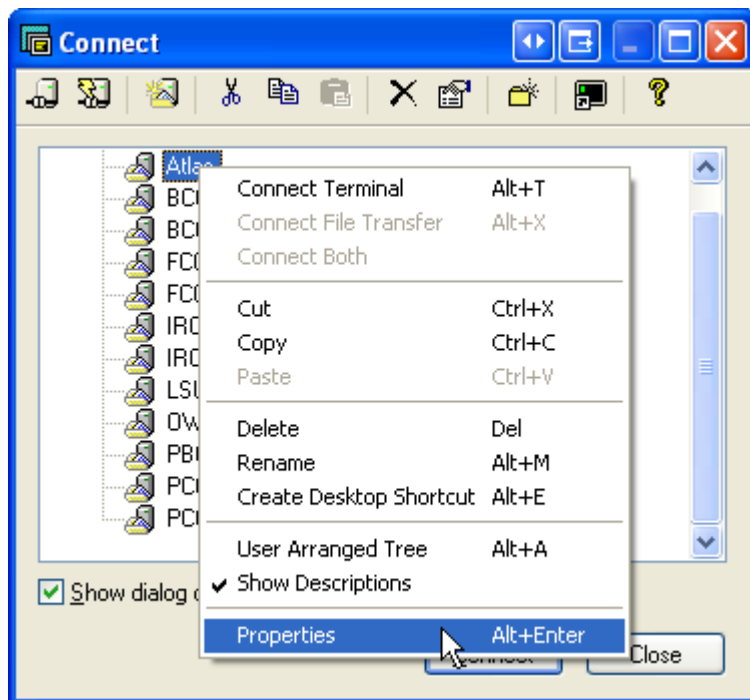 Connect
Atlas
Connect Terminal Alt+T
Connect File Transfer Alt+X
Connect Both
Cut Ctrl+X
Copy Ctrl+C
Paste Ctrl+V
Delete Del
Rename Alt+M
Create Desktop Shortcut Alt+E
User Arranged Tree Alt+A
Show Descriptions
Show dialog
Properties Alt+Enter
Connect
Close